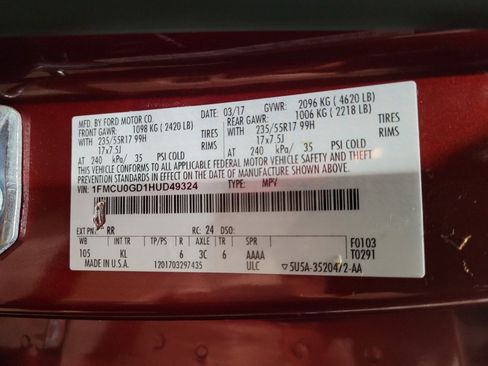 MFD. BY FORD MOTOR CO.
DATE: 03/17 GVWR: 2096 KG ( 4620 LB)
FRONT GAWR: 1098 KG ( 2420 LB) REAR GAWR: 1006 KG ( 2218 LB)
235/55R17 99H TIRES 235/55R17 99H TIRES
17x7.5J RIMS 17x7.5J RIMS
AT 240 kPa/ 35 PSI COLD AT 240 kPa/ 35 PSI COLD
THIS VEHICLE CONFORMS TO ALL APPLICABLE FEDERAL MOTOR VEHICLE SAFETY AND THEFT
PREVENTION STANDARDS IN EFFECT ON THE DATE OF MANUFACTURE SHOWN ABOVE.
VIN: 1FMCU0GD1HUD49324 TYPE: MPV
EXT PNT: RR RC: 24 DSO:
WB INT TR TP/PS R AXLE TR SPR
105 KL 6 3C 6 AAAA
F0103
T0291
MADE IN U.S.A. 1201703297435 ULC 5U5A-3520472-AA